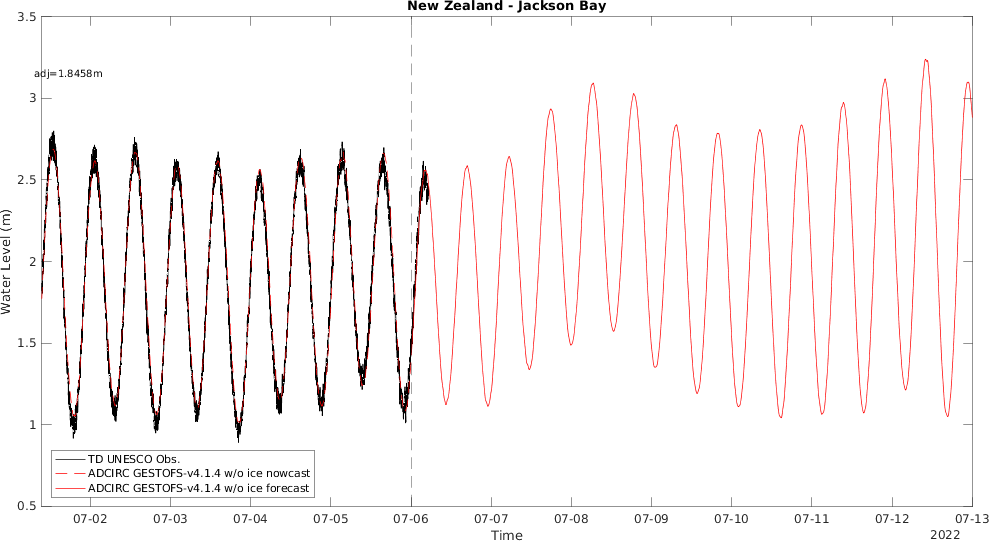 New Zealand - Jackson Bay
adj=1.8458m
3.5
3
2.5
2
1.5
1
0.5
Water Level (m)
TD UNESCO Obs.
ADCIRC GESTOFS-v4.1.4 w/o ice nowcast
ADCIRC GESTOFS-v4.1.4 w/o ice forecast
07-02 07-03 07-04 07-05 07-06 07-07 07-08 07-09 07-10 07-11 07-12 07-13
Time
2022